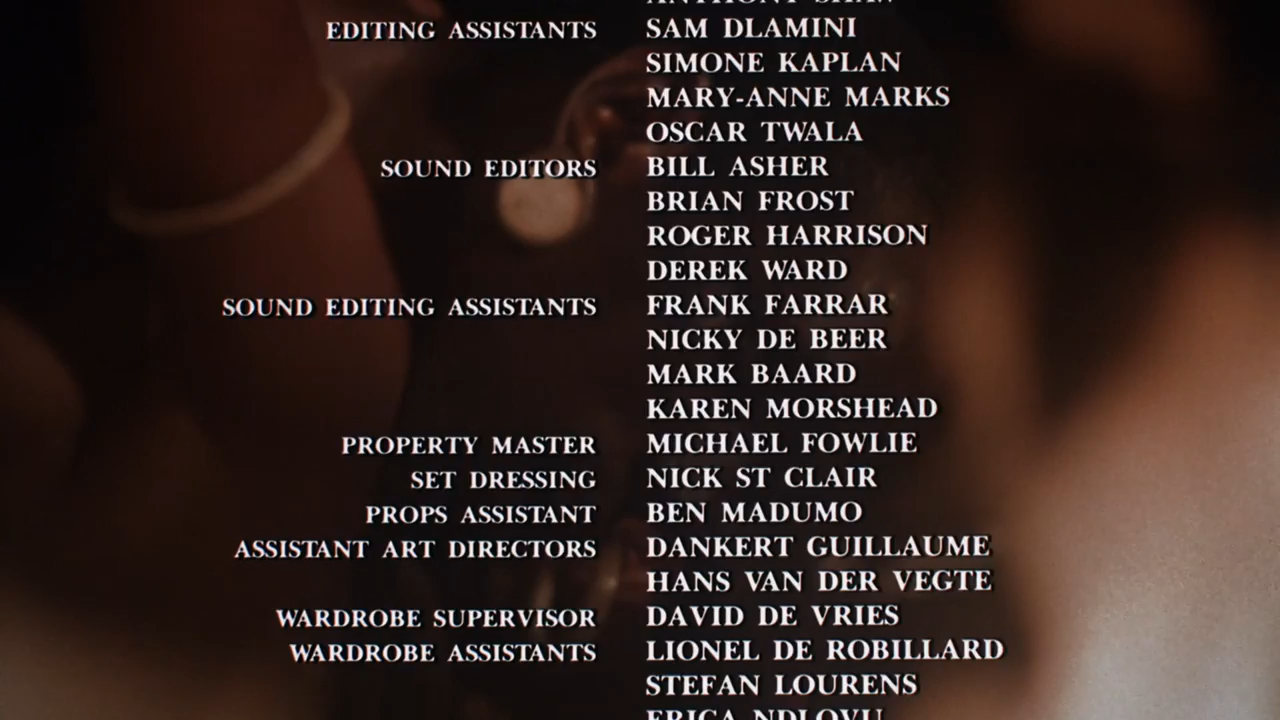 EDITING ASSISTANTS SAM DLAMINI
SIMONE KAPLAN
MARY-ANNE MARKS
OSCAR TWALA
SOUND EDITORS BILL ASHER
BRIAN FROST
ROGER HARRISON
DEREK WARD
SOUND EDITING ASSISTANTS FRANK FARRAR
NICKY DE BEER
MARK BAARD
KAREN MORSHEAD
PROPERTY MASTER MICHAEL FOWLIE
SET DRESSING NICK ST CLAIR
PROPS ASSISTANT BEN MADUMO
ASSISTANT ART DIRECTORS DANKERT GUILLAUME
HANS VAN DER VEGTE
WARDROBE SUPERVISOR DAVID DE VRIES
WARDROBE ASSISTANTS LIONEL DE ROBILLARD
STEFAN LOURENS